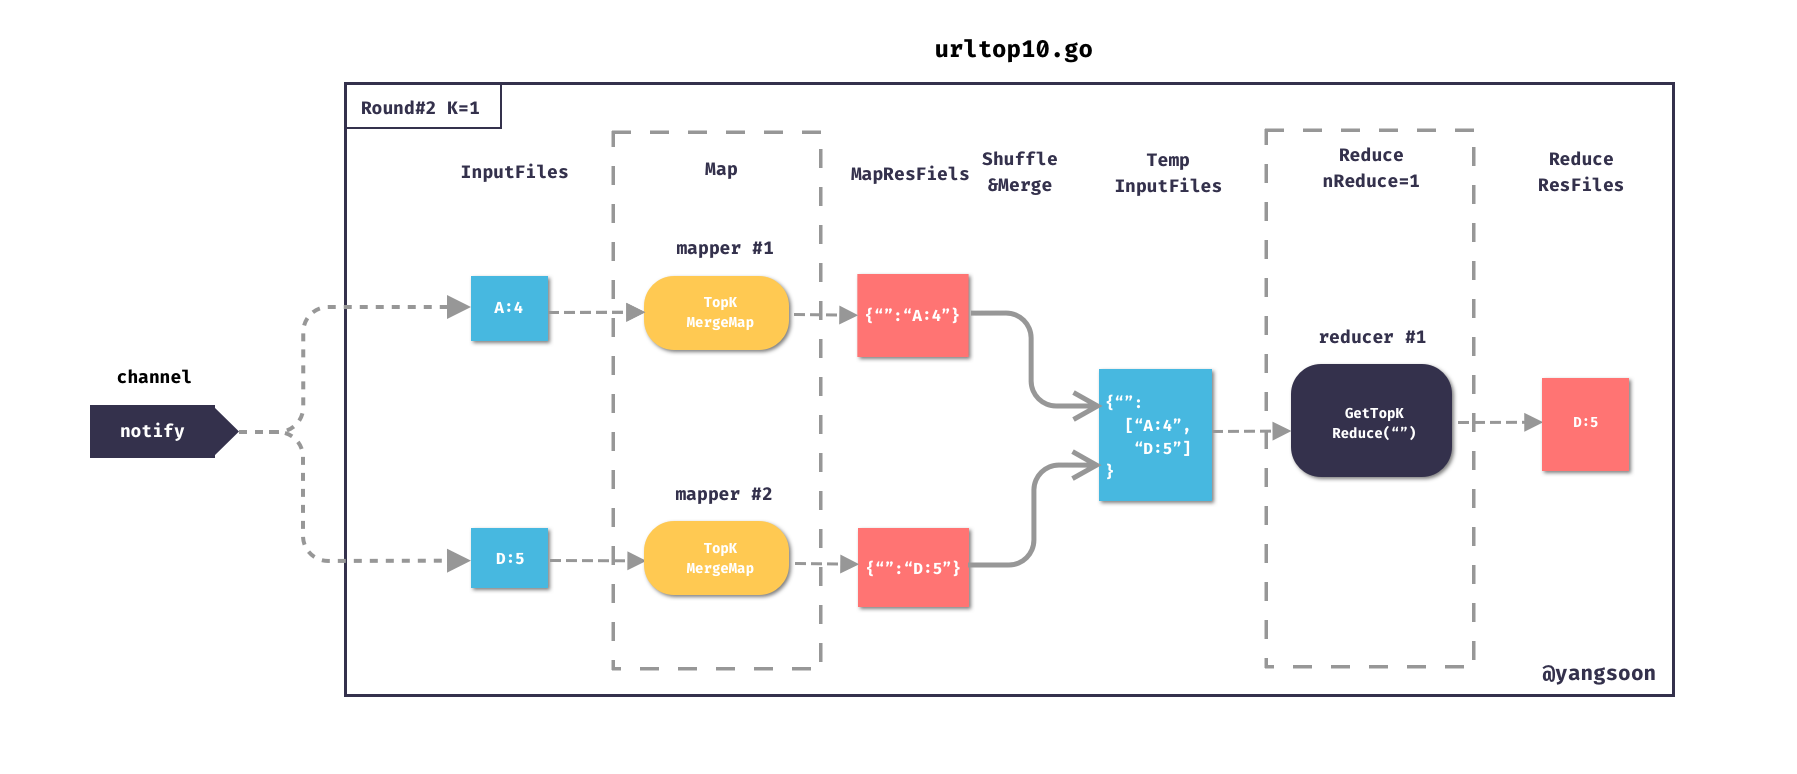 urltop10.go
Round#2 K=1
InputFiles
Map
MapResFiels
Shuffle
&Merge
Temp
InputFiles
Reduce
nReduce=1
Reduce
ResFiles
mapper #1
A:4
TopK
MergeMap
{“”:“A:4”}
channel
notify
{“”:
[“A:4”,
“D:5”]
}
reducer #1
GetTopK
Reduce(“”)
D:5
mapper #2
D:5
TopK
MergeMap
{“”:“D:5”}
@yangsoon